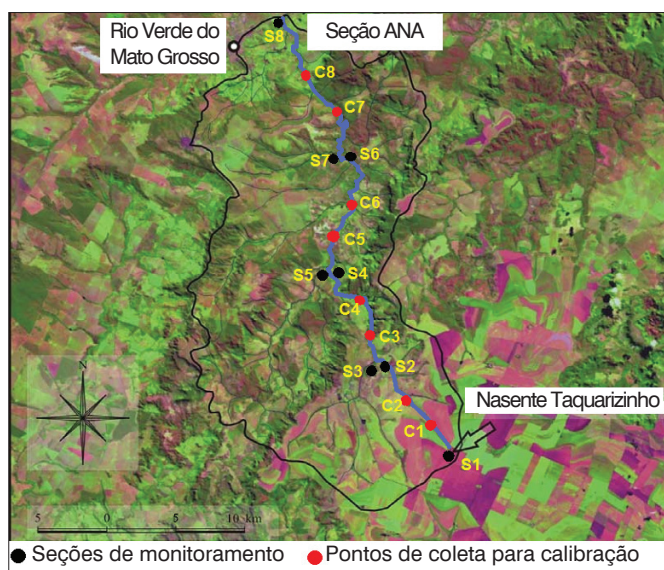 Rio Verde do
Mato Grosso
Seção ANA
S8
C8
C7
S7
S6
C6
C5
S5
S4
C4
C3
S3
S2
C2
Nasente Taquarizinho
C1
S1
N
5 0 5 10 km
Seções de monitoramento
Pontos de coleta para calibração